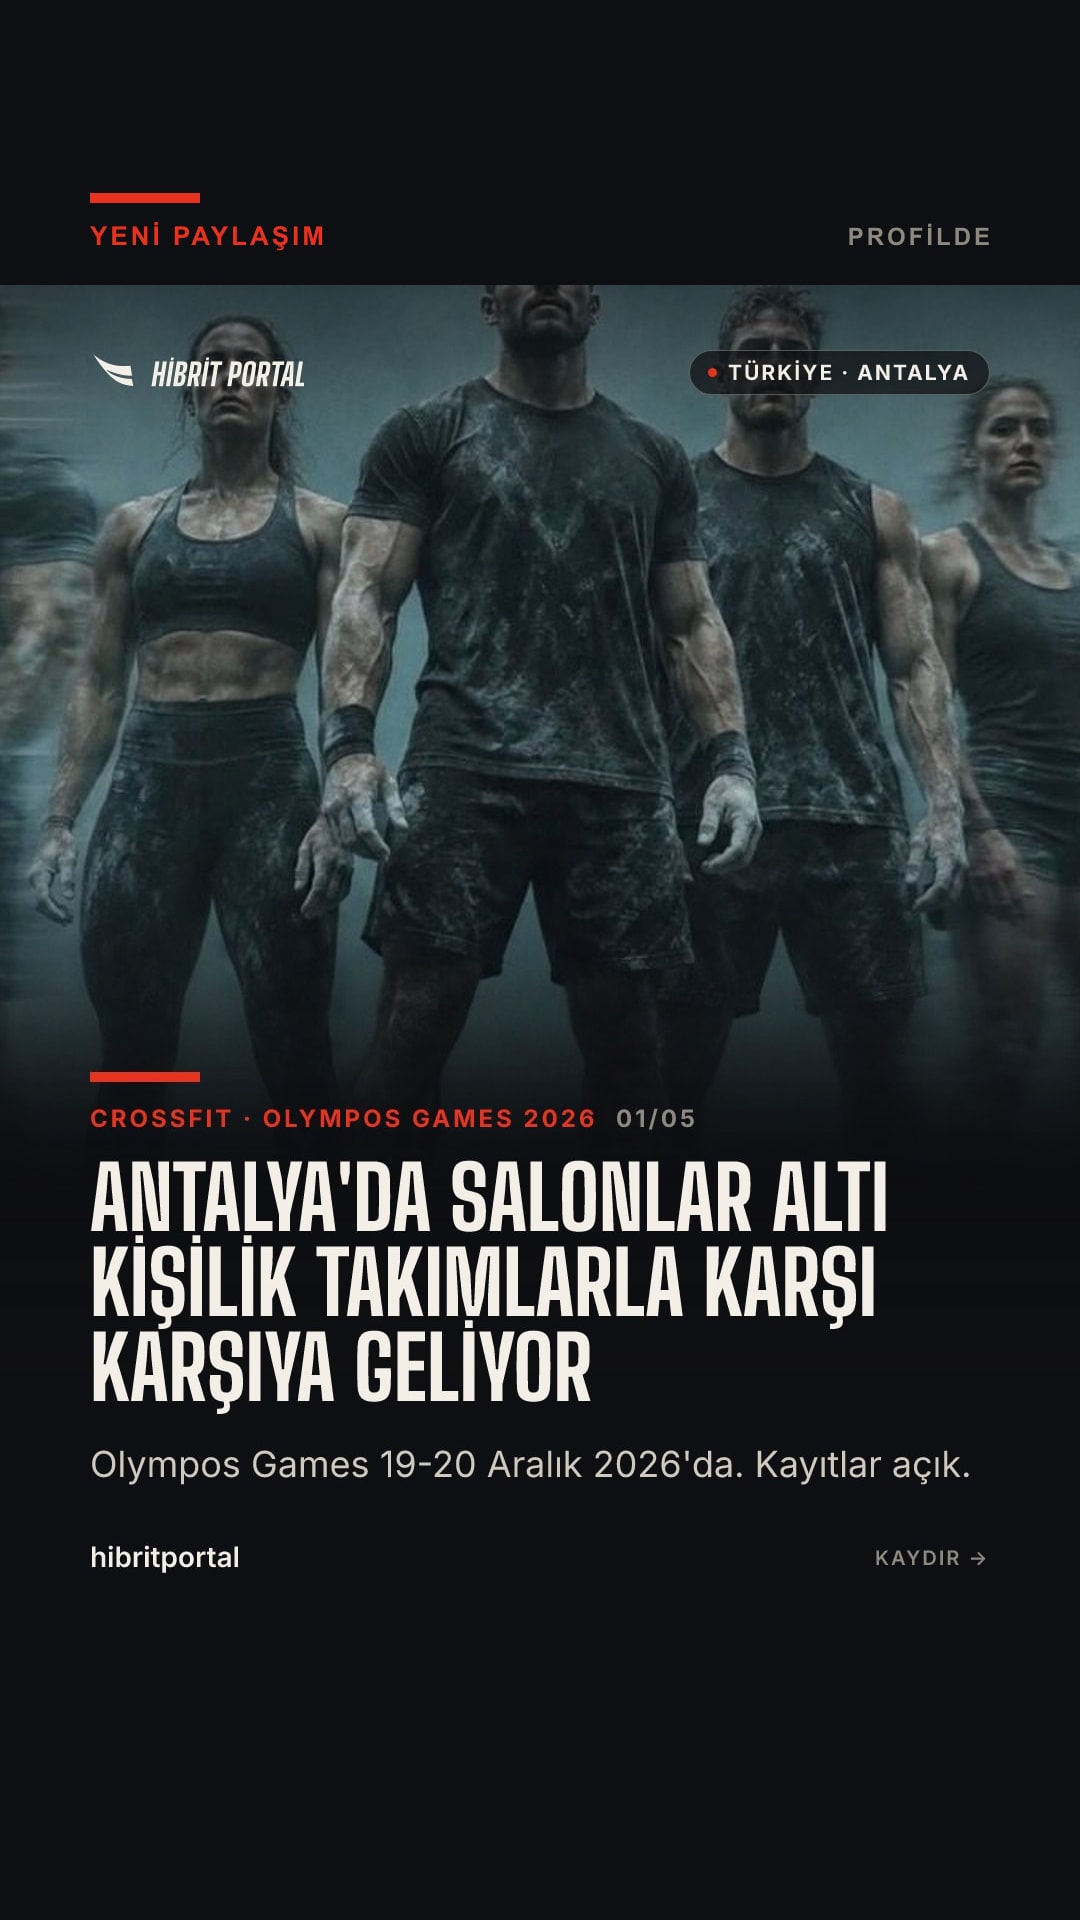 YENİ PAYLAŞIM
PROFİLDE
HİBRİT PORTAL
TÜRKİYE · ANTALYA
CROSSFIT · OLYMPOS GAMES 2026 01/05
ANTALYA'DA SALONLAR ALTI
KİŞİLİK TAKIMLARLA KARŞI
KARŞIYA GELİYOR
Olympos Games 19-20 Aralık 2026'da. Kayıtlar açık.
hibritportal
KAYDIR →